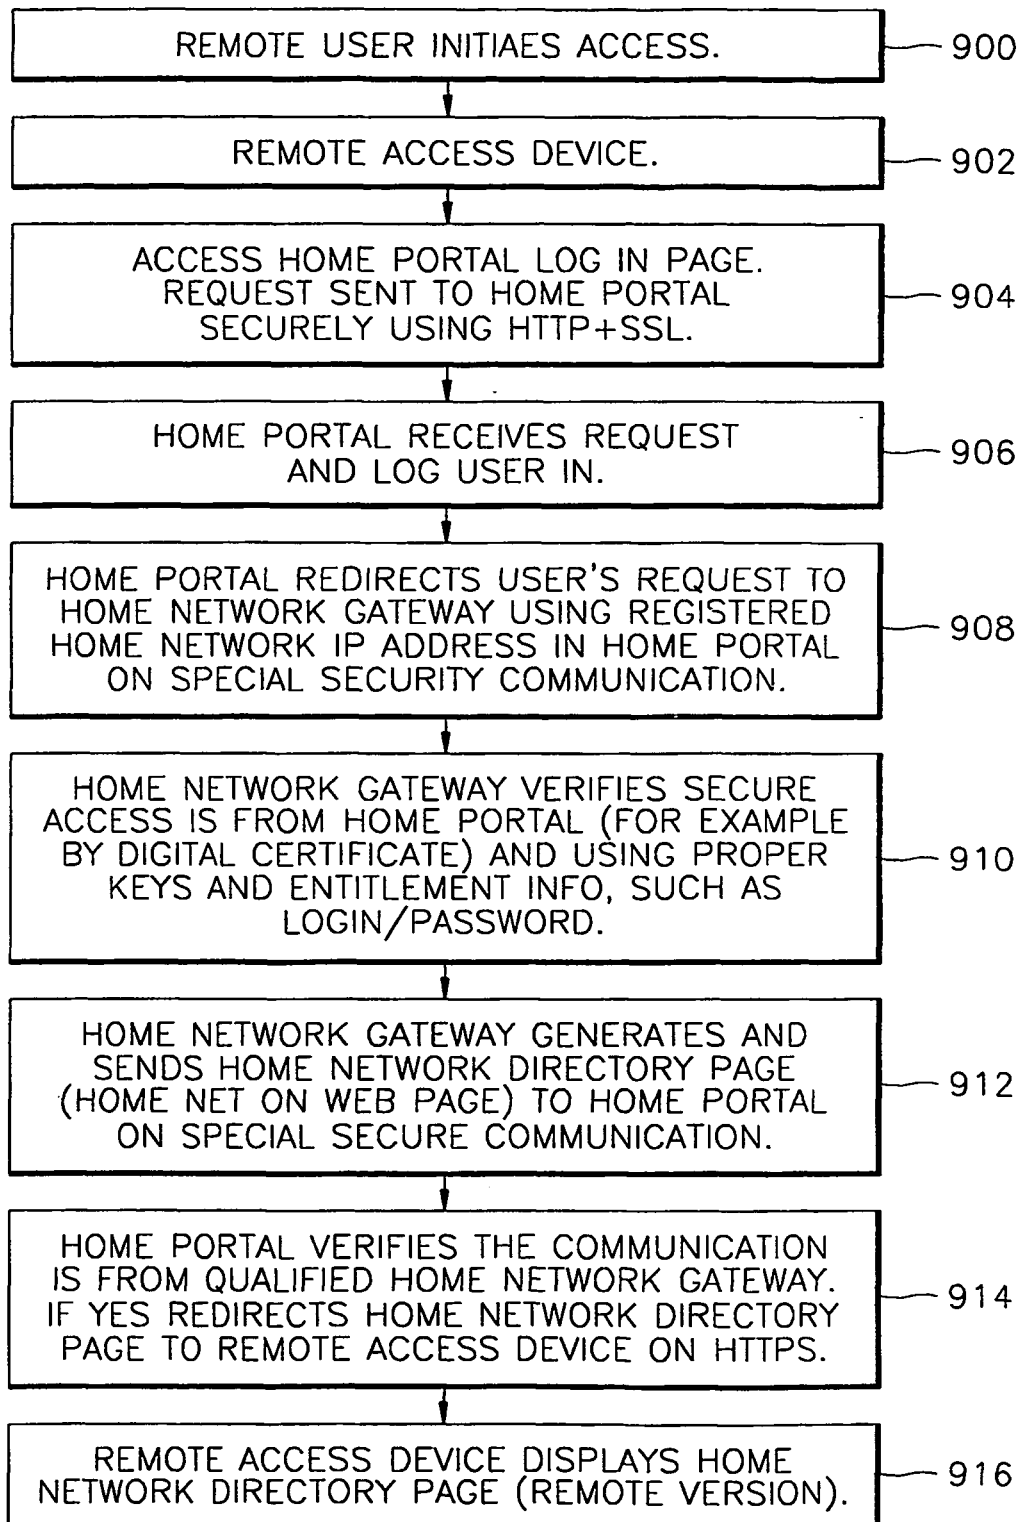 REMOTE USER INITIAES ACCESS.
900
REMOTE ACCESS DEVICE.
902
ACCESS HOME PORTAL LOG IN PAGE.
REQUEST SENT TO HOME PORTAL
SECURELY USING HTTP+SSL.
904
HOME PORTAL RECEIVES REQUEST
AND LOG USER IN.
906
HOME PORTAL REDIRECTS USER'S REQUEST TO
HOME NETWORK GATEWAY USING REGISTERED
HOME NETWORK IP ADDRESS IN HOME PORTAL
ON SPECIAL SECURITY COMMUNICATION.
908
HOME NETWORK GATEWAY VERIFIES SECURE
ACCESS IS FROM HOME PORTAL (FOR EXAMPLE
BY DIGITAL CERTIFICATE) AND USING PROPER
KEYS AND ENTITLEMENT INFO, SUCH AS
LOGIN/PASSWORD.
910
HOME NETWORK GATEWAY GENERATES AND
SENDS HOME NETWORK DIRECTORY PAGE
(HOME NET ON WEB PAGE) TO HOME PORTAL
ON SPECIAL SECURE COMMUNICATION.
912
HOME PORTAL VERIFIES THE COMMUNICATION
IS FROM QUALIFIED HOME NETWORK GATEWAY.
IF YES REDIRECTS HOME NETWORK DIRECTORY
PAGE TO REMOTE ACCESS DEVICE ON HTTPS.
914
REMOTE ACCESS DEVICE DISPLAYS HOME
NETWORK DIRECTORY PAGE (REMOTE VERSION).
916